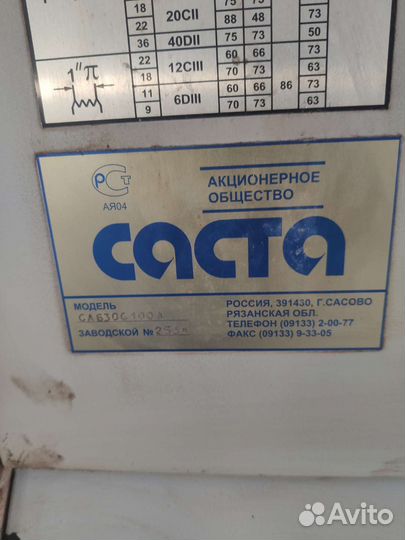 18 75 73
22 20СII 88 48 73
36 40DII 75 73 50
22 12СIII 60 66 73
1"π 18 70 73 86 63
11 6DIII 60 66 73
9 70 73 63
РСТ
АЯ04
АКЦИОНЕРНОЕ
ОБЩЕСТВО
САСТА
МОДЕЛЬ
ЗАВОДСКОЙ №
РОССИЯ, 391430, Г.САСОВО
РЯЗАНСКАЯ ОБЛ.
ТЕЛЕФОН (09133) 2-00-77
ФАКС (09133) 9-33-05
Avito